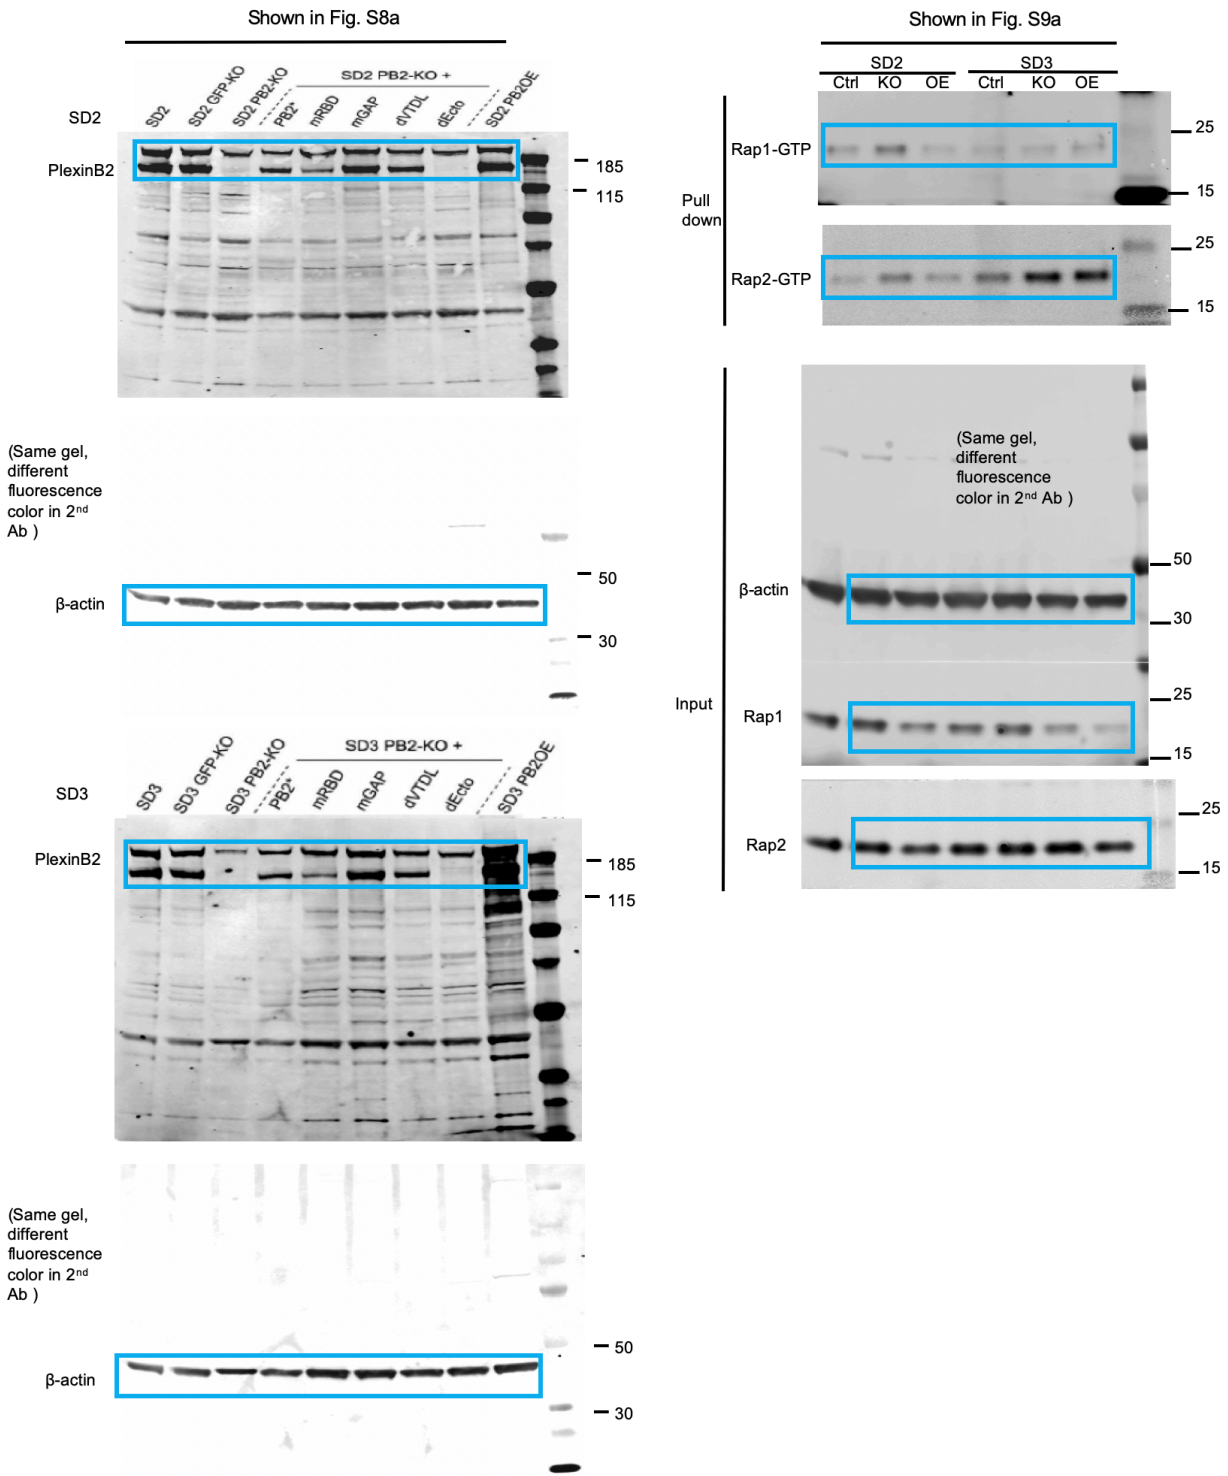 Shown in Fig. S8a
SD2 PB2-KO +
SD2
SD2 GFP-KO
SD2 PB2-KO
PB2*
mRBD
mGAP
dVTDL
dEcto
SD2 PB2OE
SD2
PlexinB2
185
115
(Same gel,
different
fluorescence
color in 2nd
Ab )
50
β-actin
30
SD3 PB2-KO +
SD3
SD3 GFP-KO
SD3 PB2-KO
PB2*
mRBD
mGAP
dVTDL
dEcto
SD3 PB2OE
SD3
PlexinB2
185
115
(Same gel,
different
fluorescence
color in 2nd
Ab )
50
β-actin
30
Shown in Fig. S9a
SD2 SD3
Ctrl KO OE Ctrl KO OE
25
Rap1-GTP
15
Pull
down
25
Rap2-GTP
15
(Same gel,
different
fluorescence
color in 2nd Ab )
50
β-actin
30
Input
25
Rap1
15
25
Rap2
15